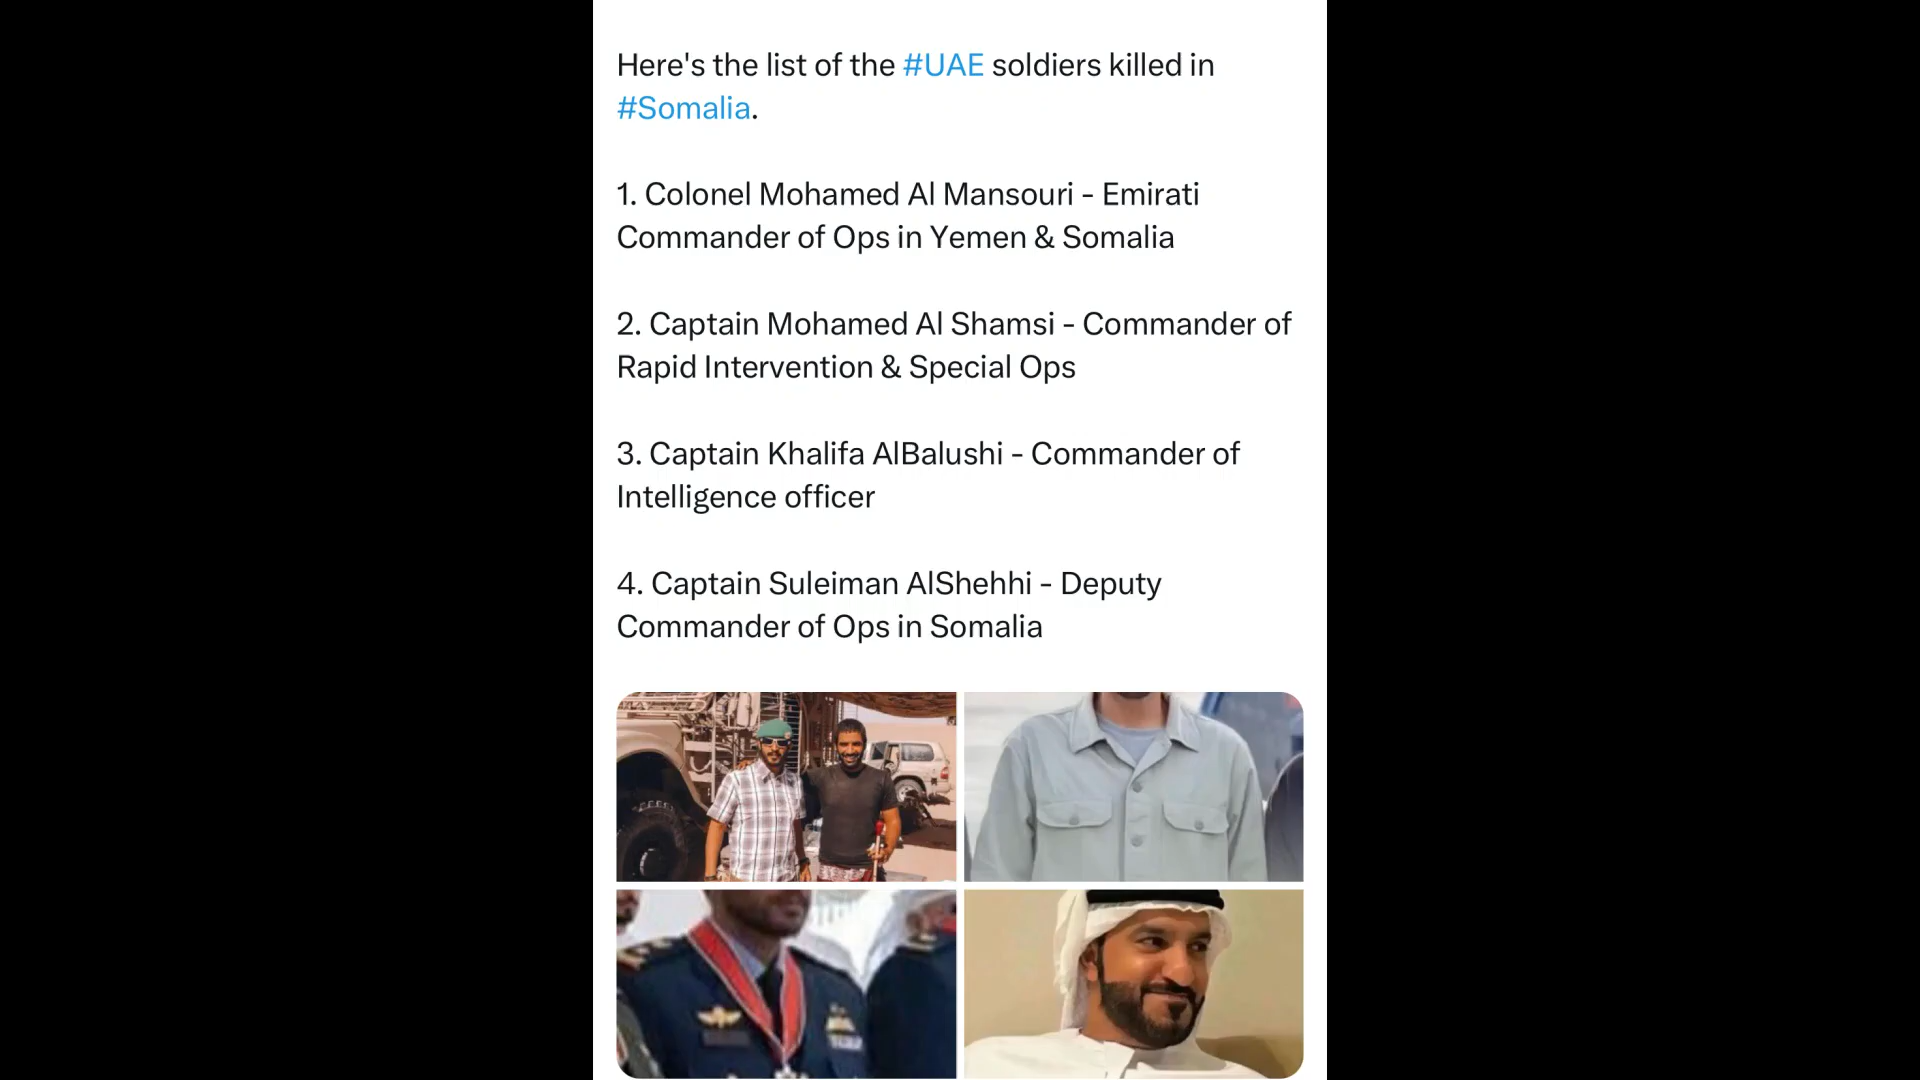 Here's the list of the #UAE soldiers killed in
#Somalia.
1. Colonel Mohamed Al Mansouri - Emirati
Commander of Ops in Yemen & Somalia
2. Captain Mohamed Al Shamsi - Commander of
Rapid Intervention & Special Ops
3. Captain Khalifa AlBalushi - Commander of
Intelligence officer
4. Captain Suleiman AlShehhi - Deputy
Commander of Ops in Somalia